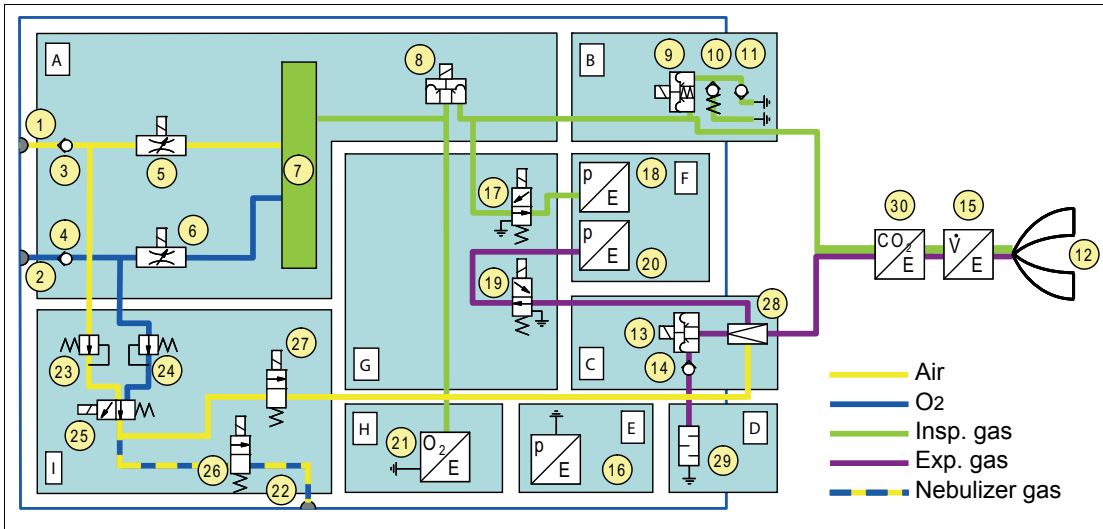 A
8
B
9
10
11
1
3
5
7
4
6
2
17
p
E
18
F
p
E
20
19
30
CO2
E
15
V̇
E
12
28
13
14
C
G
23
24
27
25
I
26
22
H
21
O2
E
p
E
E
16
D
29
Air
O2
Insp. gas
Exp. gas
Nebulizer gas